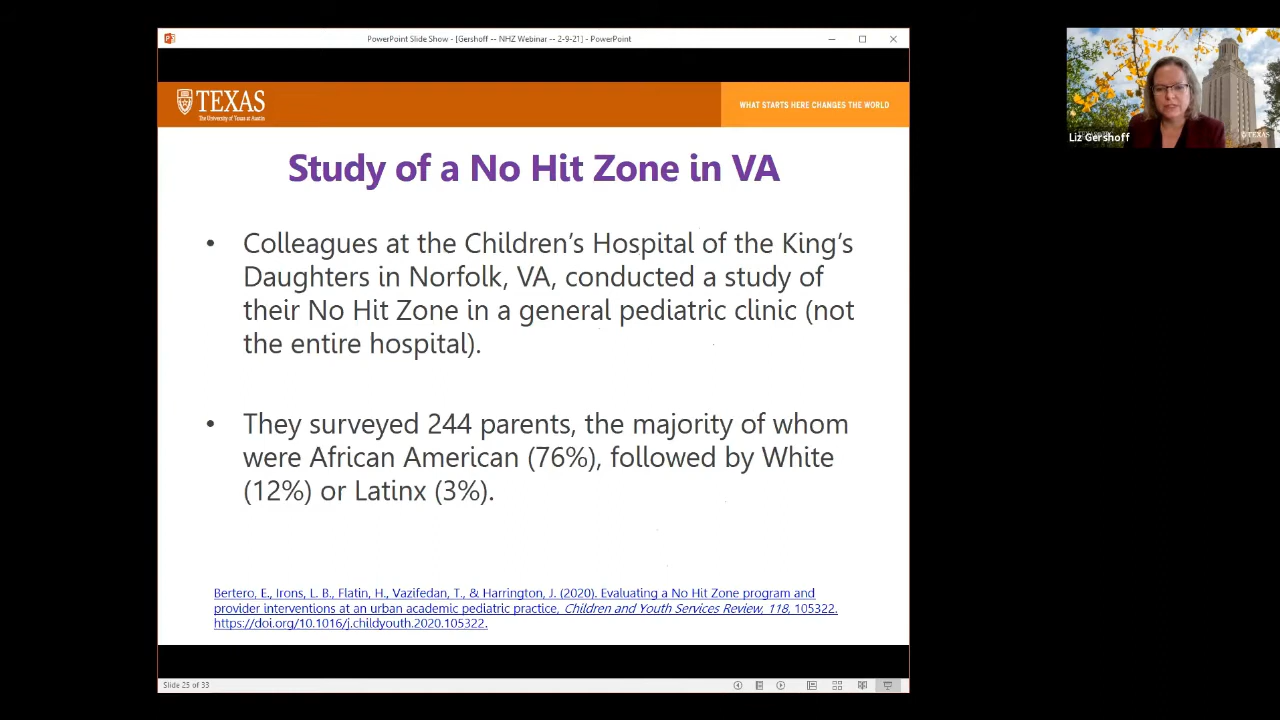 PowerPoint Slide Show - [Gershoff -- NHZ Webinar -- 2-9-21] - PowerPoint
TEXAS
The University of Texas at Austin
WHAT STARTS HERE CHANGES THE WORLD
Study of a No Hit Zone in VA
• Colleagues at the Children's Hospital of the King's
Daughters in Norfolk, VA, conducted a study of
their No Hit Zone in a general pediatric clinic (not
the entire hospital).
• They surveyed 244 parents, the majority of whom
were African American (76%), followed by White
(12%) or Latinx (3%).
Bertero, E., Irons, L. B., Flatin, H., Vazifedan, T., & Harrington, J. (2020). Evaluating a No Hit Zone program and
provider interventions at an urban academic pediatric practice, Children and Youth Services Review, 118, 105322.
https://doi.org/10.1016/j.childyouth.2020.105322.
Slide 25 of 33
Liz Gershoff
TEXAS